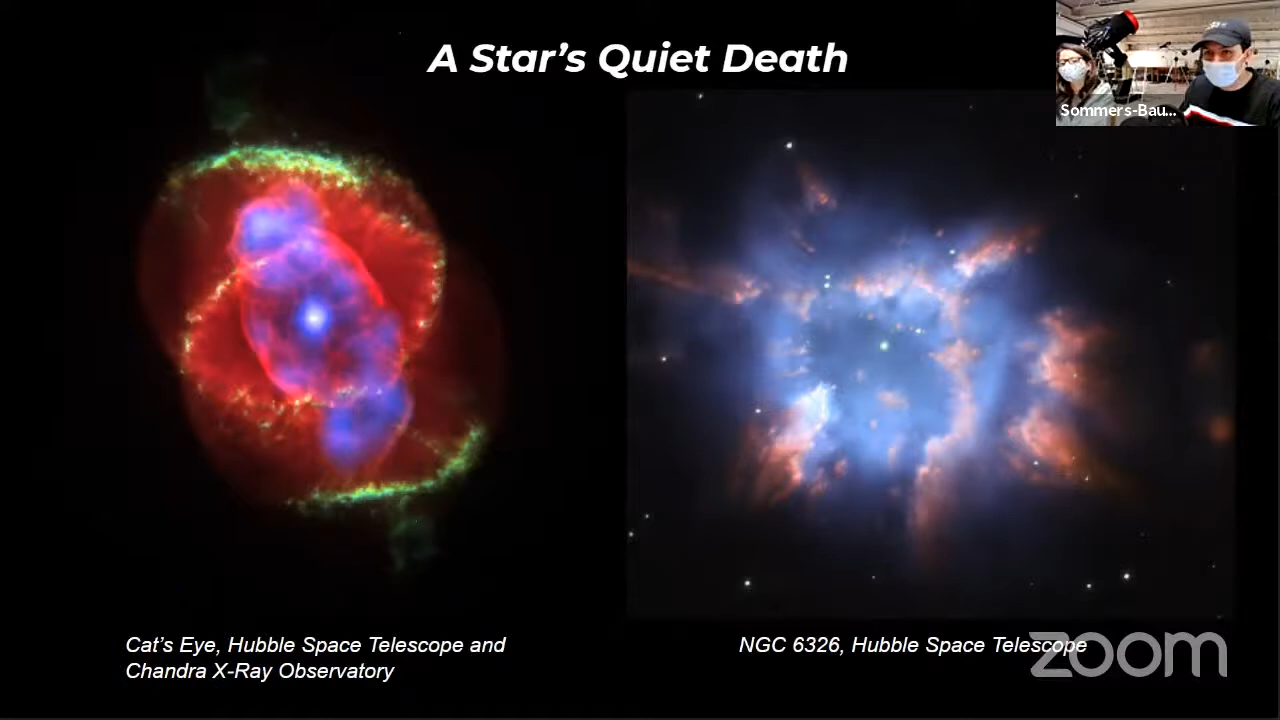 A Star's Quiet Death
Sommers-Bau...
Cat's Eye, Hubble Space Telescope and
Chandra X-Ray Observatory
NGC 6326, Hubble Space Telescope
zoom